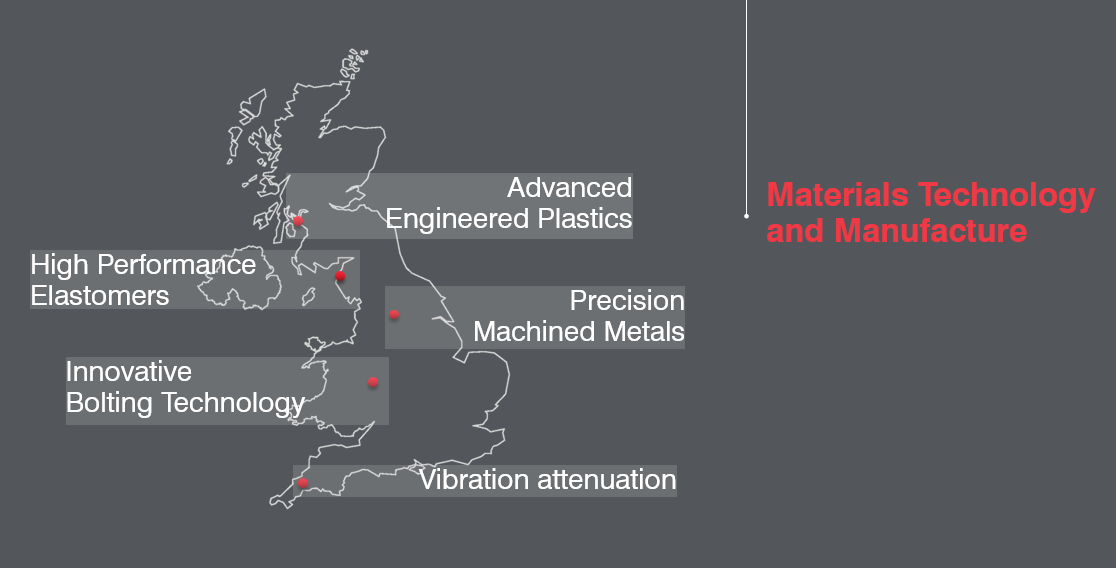 Advanced
Engineered Plastics
Materials Technology
and Manufacture
High Performance
Elastomers
Precision
Machined Metals
Innovative
Bolting Technology
Vibration attenuation